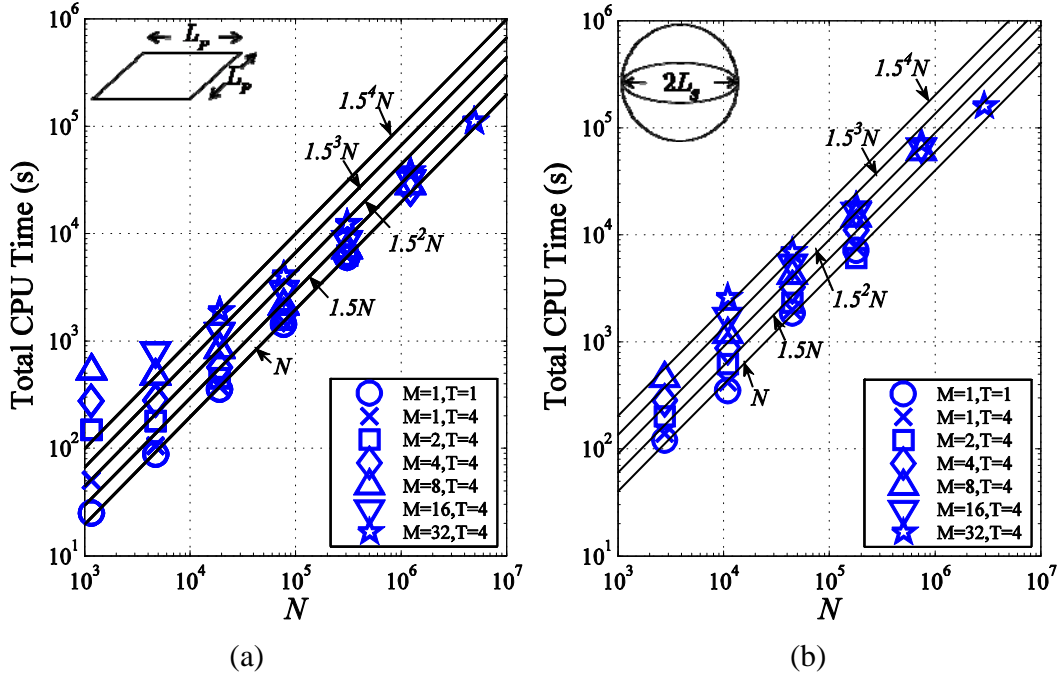 L_P
L_P
10^6
10^5
10^4
10^3
10^2
10^1
Total CPU Time (s)
1.5^4N
1.5^3N
1.5^2N
1.5N
N
M=1,T=1
M=1,T=4
M=2,T=4
M=4,T=4
M=8,T=4
M=16,T=4
M=32,T=4
10^3 10^4 10^5 10^6 10^7
N
(a)
2L_S
10^6
10^5
10^4
10^3
10^2
10^1
Total CPU Time (s)
1.5^4N
1.5^3N
1.5^2N
1.5N
N
M=1,T=1
M=1,T=4
M=2,T=4
M=4,T=4
M=8,T=4
M=16,T=4
M=32,T=4
10^3 10^4 10^5 10^6 10^7
N
(b)